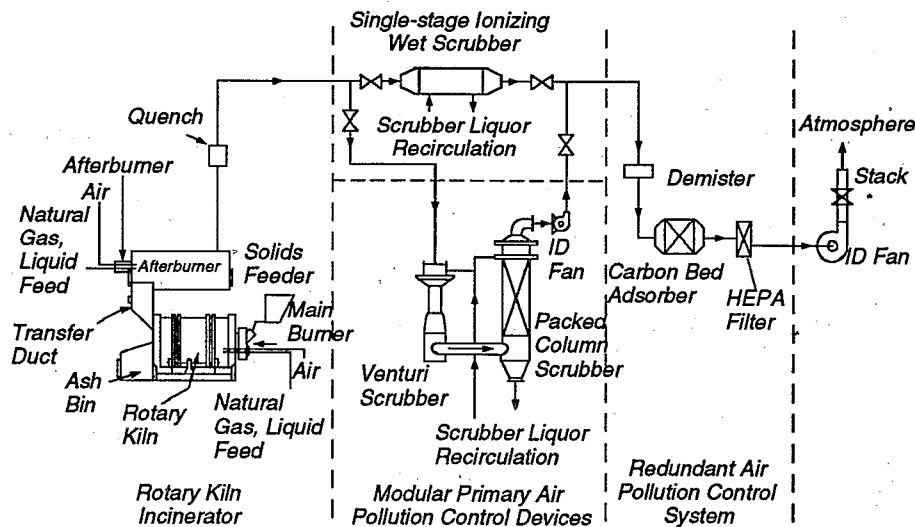 Single-stage Ionizing
Wet Scrubber
Quench
Scrubber Liquor
Recirculation
Atmosphere
Afterburner
Air
Natural
Gas,
Liquid
Feed
Afterburner
Solids
Feeder
Demister
Stack
ID
Fan
ID Fan
Carbon Bed
Adsorber
HEPA
Filter
Transfer
Duct
Main
Burner
Air
Ash
Bin
Rotary
Kiln
Natural
Gas, Liquid
Feed
Venturi
Scrubber
Packed
Column
Scrubber
Scrubber Liquor
Recirculation
Rotary Kiln
Incinerator
Modular Primary Air
Pollution Control Devices
Redundant Air
Pollution Control
System